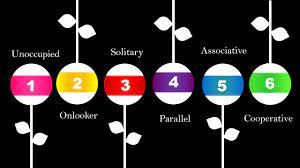 Unoccupied
Solitary
Associative
1
2
3
4
5
6
Onlooker
Parallel
Cooperative